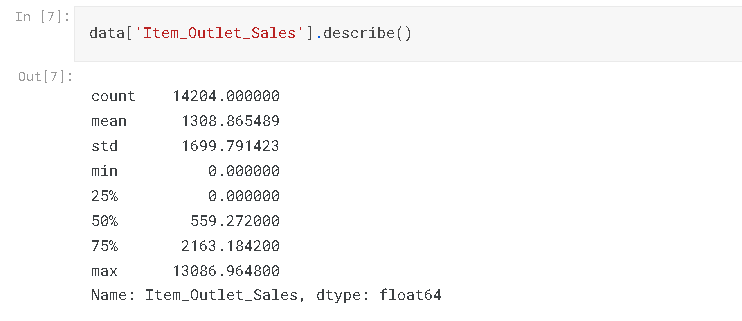 In [7]:
data['Item_Outlet_Sales'].describe()
Out[7]:
count 14204.000000
mean 1308.865489
std 1699.791423
min 0.000000
25% 0.000000
50% 559.272000
75% 2163.184200
max 13086.964800
Name: Item_Outlet_Sales, dtype: float64